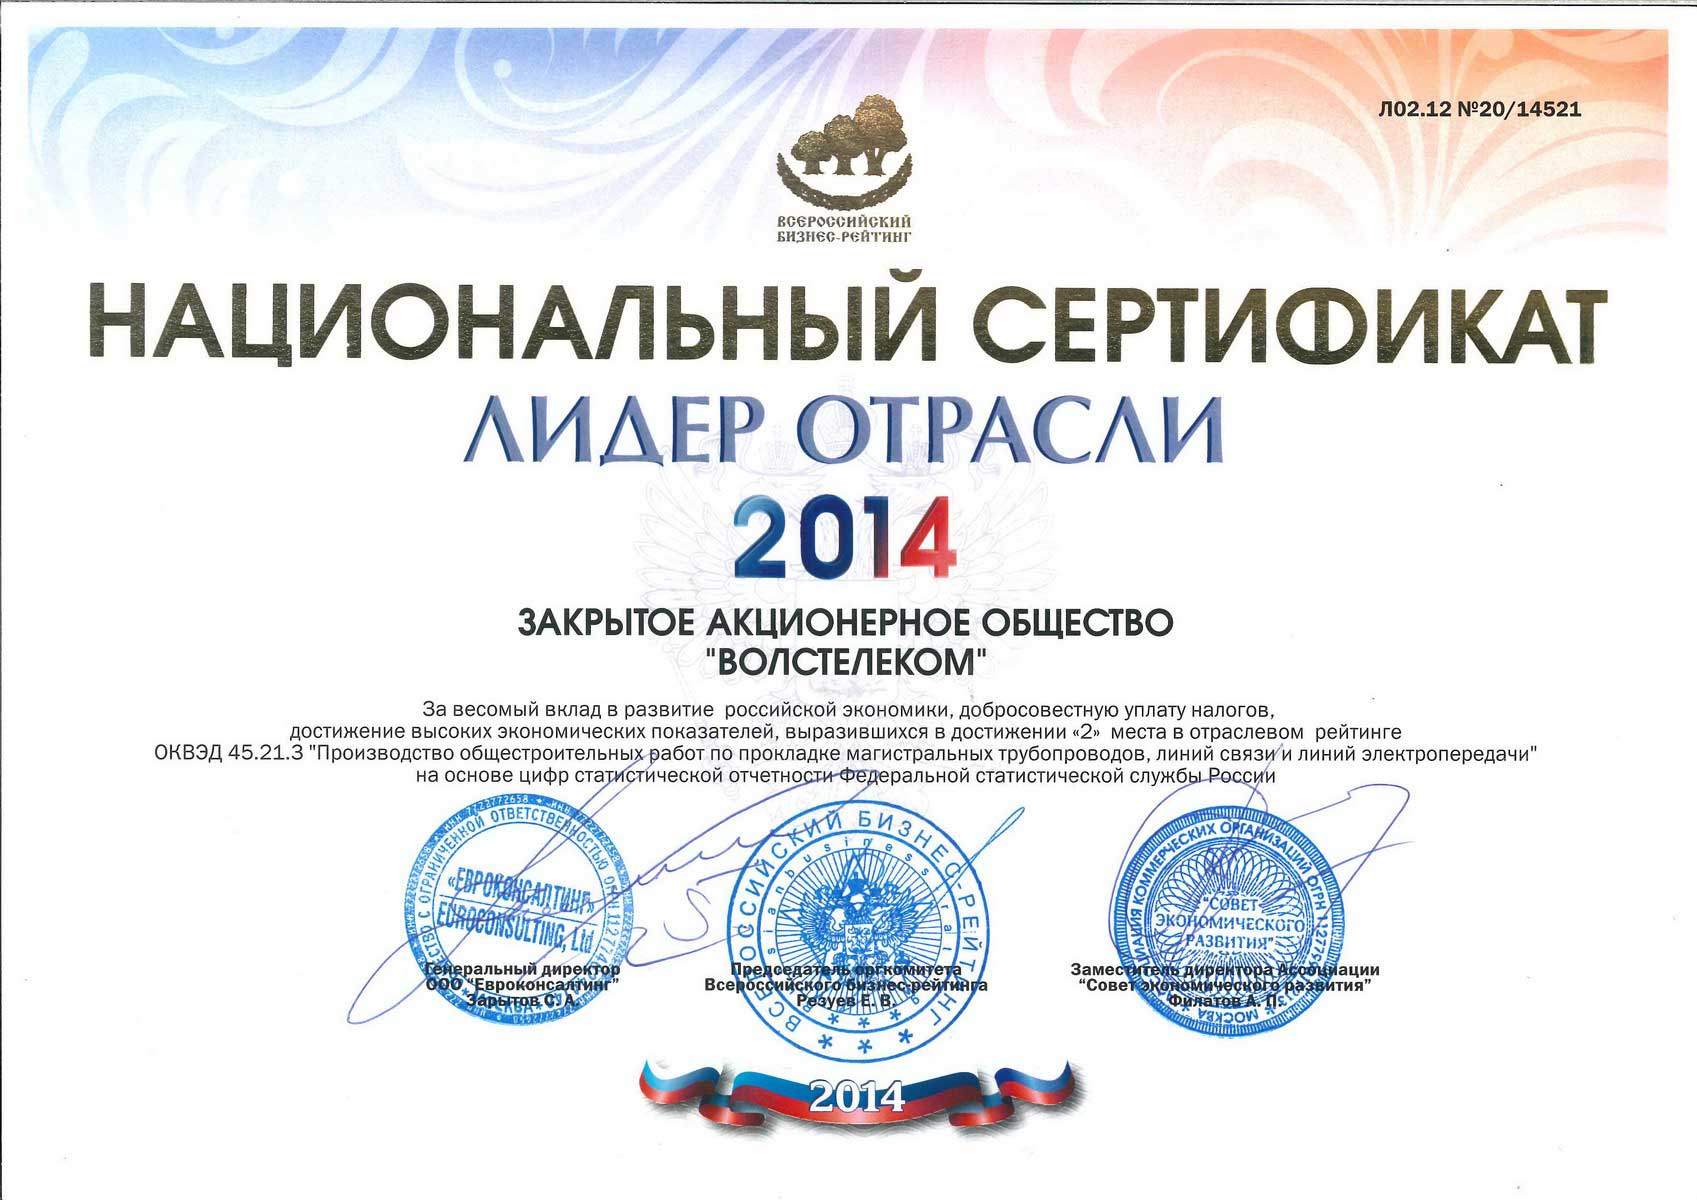 Л02.12 №20/14521
ВСЕРОССИЙСКИЙ
БИЗНЕС-РЕЙТИНГ
НАЦИОНАЛЬНЫЙ СЕРТИФИКАТ
ЛИДЕР ОТРАСЛИ
2014
ЗАКРЫТОЕ АКЦИОНЕРНОЕ ОБЩЕСТВО
"ВОЛСТЕЛЕКОМ"
За весомый вклад в развитие российской экономики, добросовестную уплату налогов,
достижение высоких экономических показателей, выразившихся в достижении «2» места в отраслевом рейтинге
ОКВЭД 45.21.3 "Производство общестроительных работ по прокладке магистральных трубопроводов, линий связи и линий электропередачи"
на основе цифр статистической отчетности Федеральной статистической службы России
ОБЩЕСТВО С ОГРАНИЧЕННОЙ ОТВЕТСТВЕННОСТЬЮ
ИНН 7722772658
«ЕВРОКОНСАЛТИНГ»
EUROCONSULTING, Ltd
МОСКВА
Генеральный директор
ООО "Евроконсалтинг"
Зарытов С. А.
ВСЕРОССИЙСКИЙ БИЗНЕС-РЕЙТИНГ
Председатель оргкомитета
Всероссийского бизнес-рейтинга
Резуев Е. В.
АССОЦИАЦИЯ КОММЕРЧЕСКИХ ОРГАНИЗАЦИЙ
"СОВЕТ
ЭКОНОМИЧЕСКОГО
РАЗВИТИЯ"
МОСКВА
Заместитель директора Ассоциации
"Совет экономического развития"
Филатов А. П.
2014